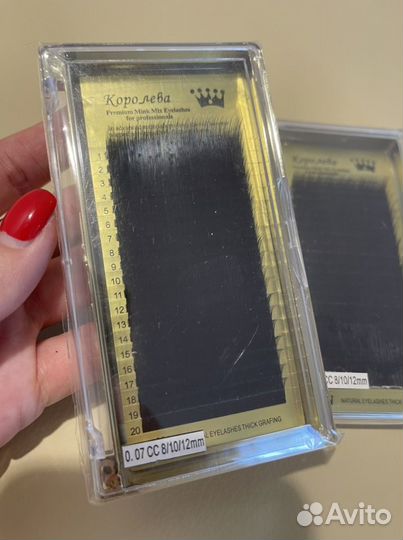 Королева
Premium Mink Mix Eyelashes
for professionals
1
2
3
4
5
6
7
8
9
10
11
12
13
14
15
16
17
18
19
20
0. 07 CC 8/10/12mm
EYELASHES THICK GRAFING
Королева
CC 8/10/12mm
NATURAL EYELASHES THICK
Avito